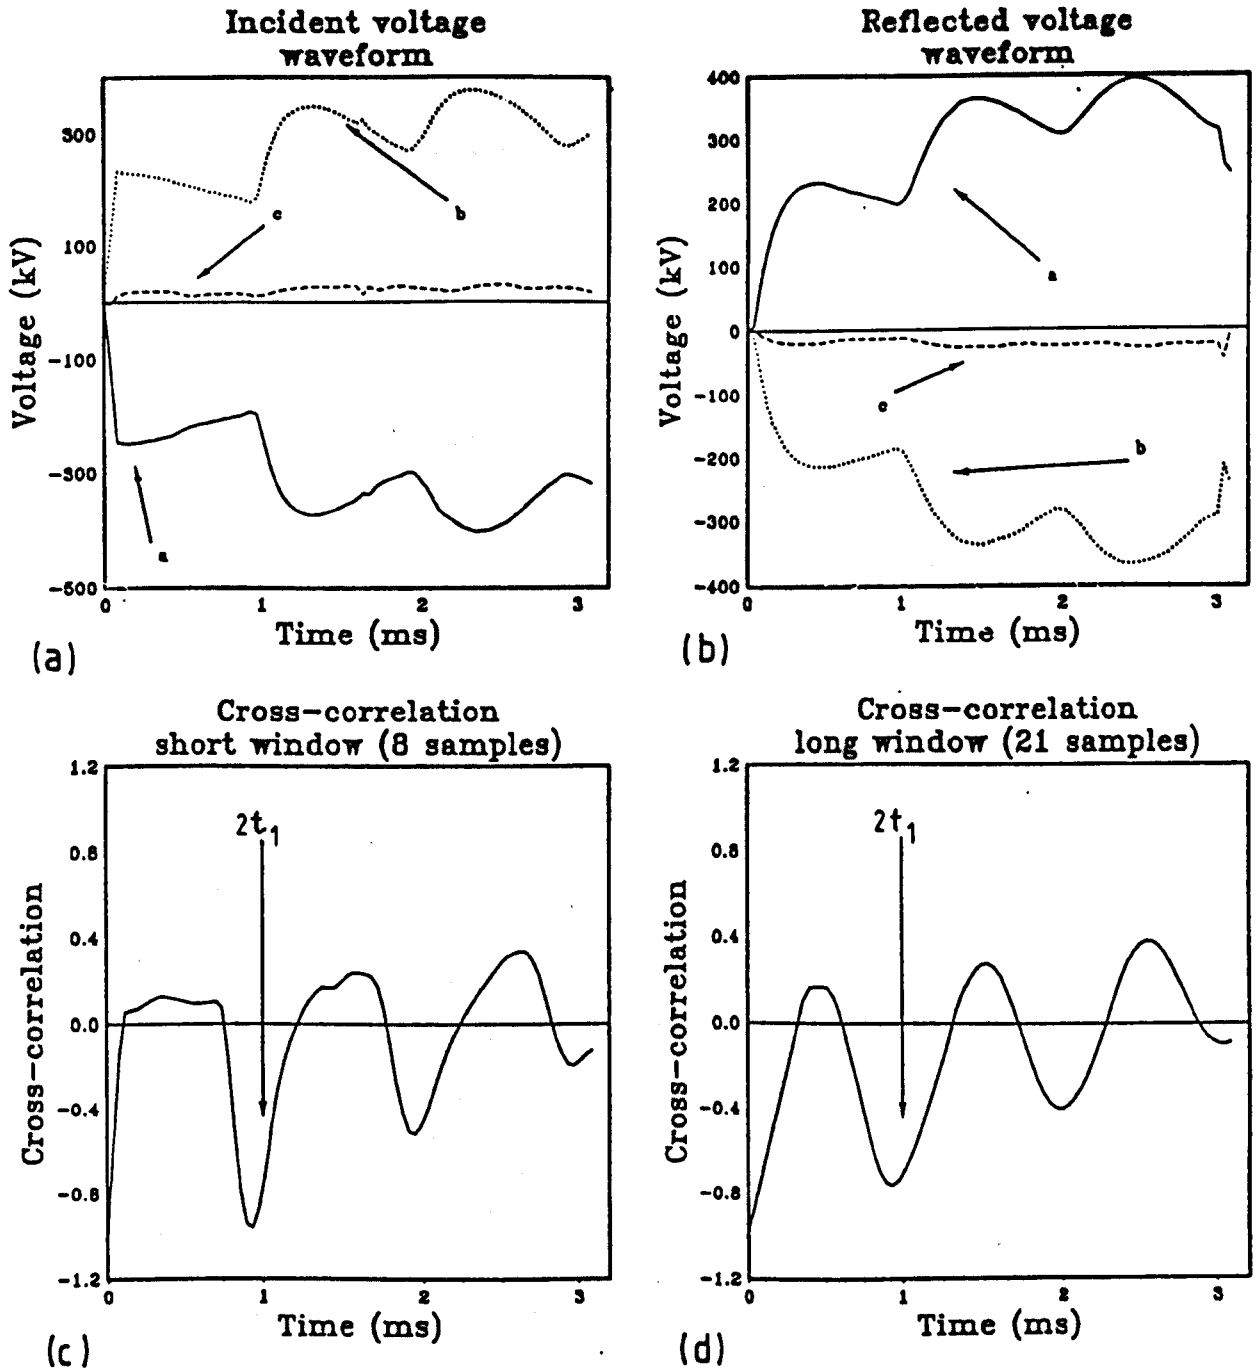 Incident voltage
waveform
Voltage (kV)
300
100
-100
-300
-500
0 1 2 3
Time (ms)
a
b
c
(a)
Reflected voltage
waveform
Voltage (kV)
400
300
200
100
0
-100
-200
-300
-400
0 1 2 3
Time (ms)
a
c
b
(b)
Cross-correlation
short window (8 samples)
Cross-correlation
1.2
0.8
0.4
0.0
-0.4
-0.8
-1.2
0 1 2 3
Time (ms)
2t1
(c)
Cross-correlation
long window (21 samples)
Cross-correlation
1.2
0.8
0.4
0.0
-0.4
-0.8
-1.2
0 1 2 3
Time (ms)
2t1
(d)